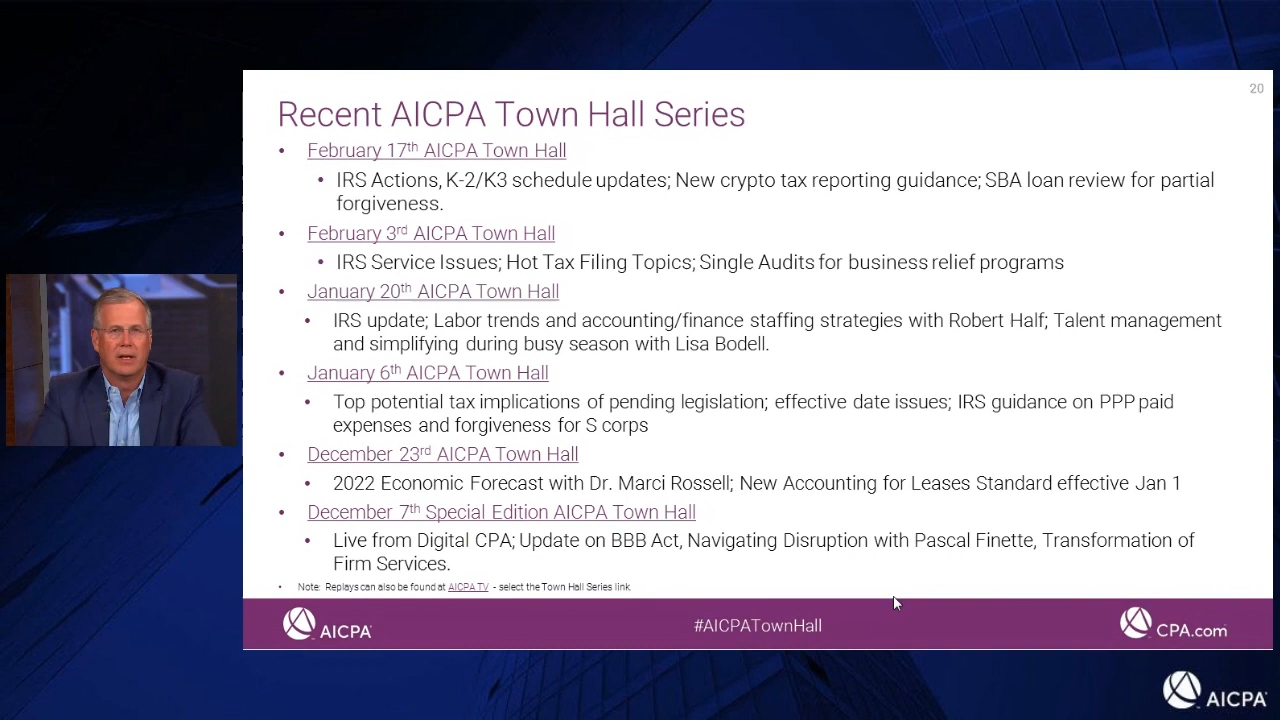 20
Recent AICPA Town Hall Series
• February 17th AICPA Town Hall
• IRS Actions, K-2/K3 schedule updates; New crypto tax reporting guidance; SBA loan review for partial
forgiveness.
• February 3rd AICPA Town Hall
• IRS Service Issues; Hot Tax Filing Topics; Single Audits for business relief programs
• January 20th AICPA Town Hall
• IRS update; Labor trends and accounting/finance staffing strategies with Robert Half; Talent management
and simplifying during busy season with Lisa Bodell.
• January 6th AICPA Town Hall
• Top potential tax implications of pending legislation; effective date issues; IRS guidance on PPP paid
expenses and forgiveness for S corps
• December 23rd AICPA Town Hall
• 2022 Economic Forecast with Dr. Marci Rossell; New Accounting for Leases Standard effective Jan 1
• December 7th Special Edition AICPA Town Hall
• Live from Digital CPA; Update on BBB Act, Navigating Disruption with Pascal Finette, Transformation of
Firm Services.
• Note: Replays can also be found at AICPA TV - select the Town Hall Series link
AICPA
#AICPATownHall
CPA.com
AICPA